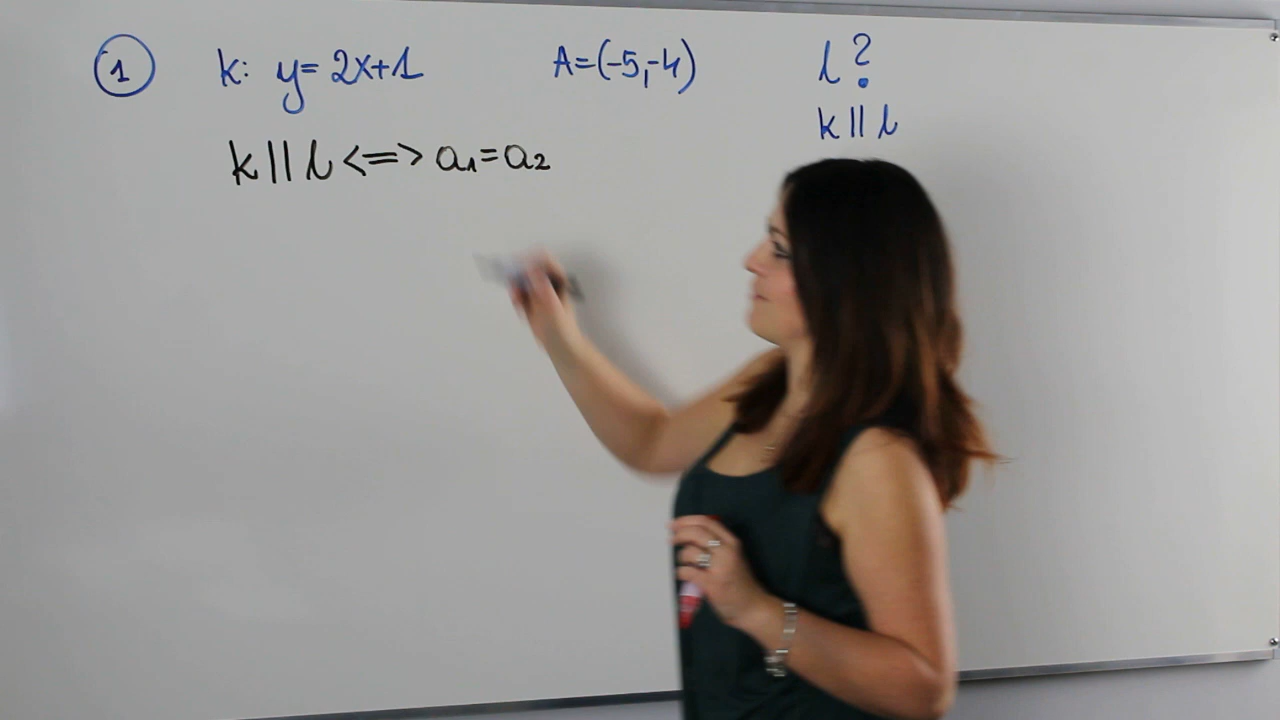 1 k: y=2x+1 A=(-5,-4) l ?
k || l
k || l <=> a₁=a₂